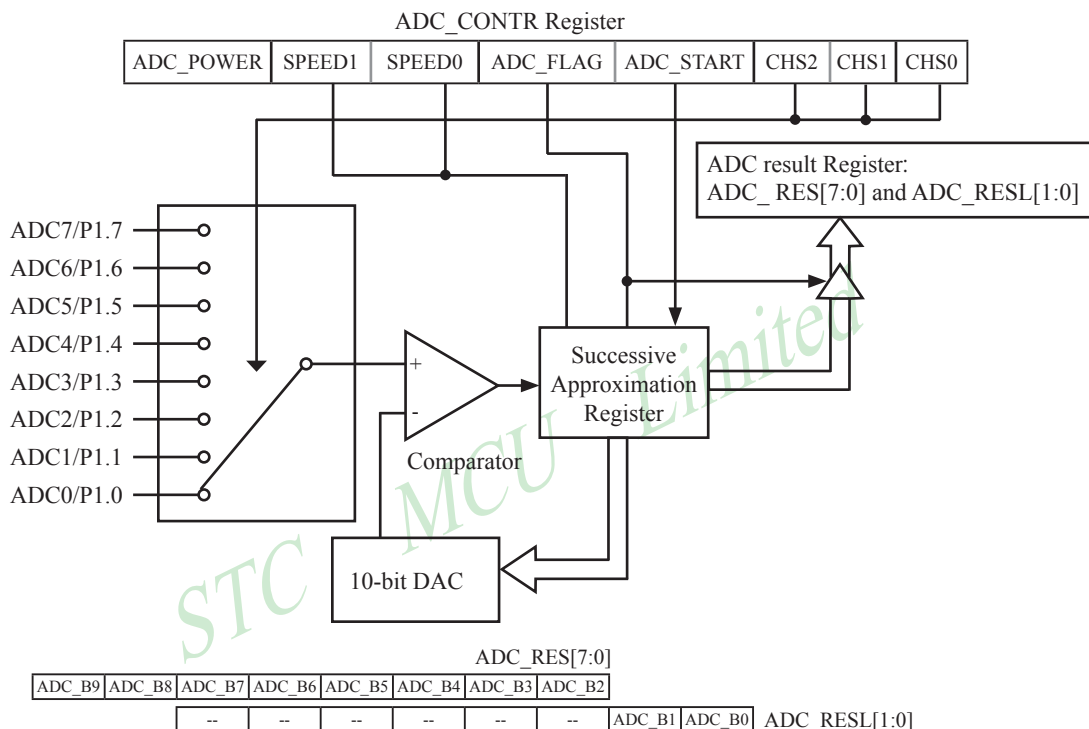 ADC_CONTR Register
ADC_POWER SPEED1 SPEED0 ADC_FLAG ADC_START CHS2 CHS1 CHS0
ADC result Register:
ADC_ RES[7:0] and ADC_RESL[1:0]
ADC7/P1.7
ADC6/P1.6
ADC5/P1.5
ADC4/P1.4
ADC3/P1.3
ADC2/P1.2
ADC1/P1.1
ADC0/P1.0
+
-
Comparator
Successive
Approximation
Register
10-bit DAC
STC MCU Limited
ADC_RES[7:0]
ADC_B9 ADC_B8 ADC_B7 ADC_B6 ADC_B5 ADC_B4 ADC_B3 ADC_B2
-- -- -- -- -- -- ADC_B1 ADC_B0 ADC_RESL[1:0]